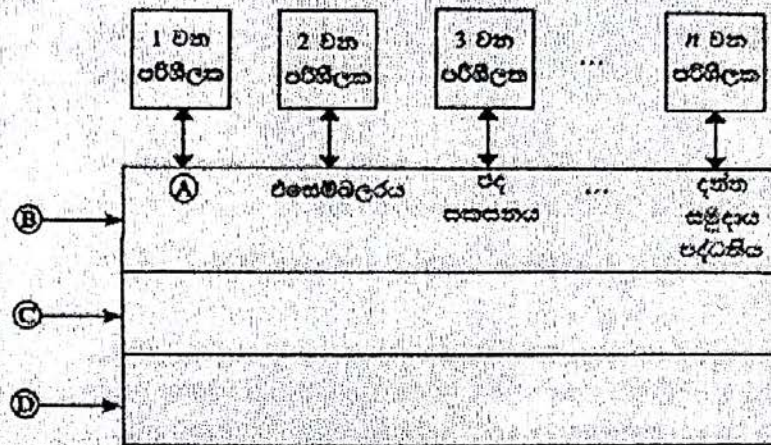 1 වන
පරිශීලක
2 වන
පරිශීලක
3 වන
පරිශීලක
...
n වන
පරිශීලක
Ⓐ
එසෙම්බලරය
පද
සකසනය
...
දත්ත
සමුදාය
පද්ධතිය
Ⓑ
Ⓒ
Ⓓ